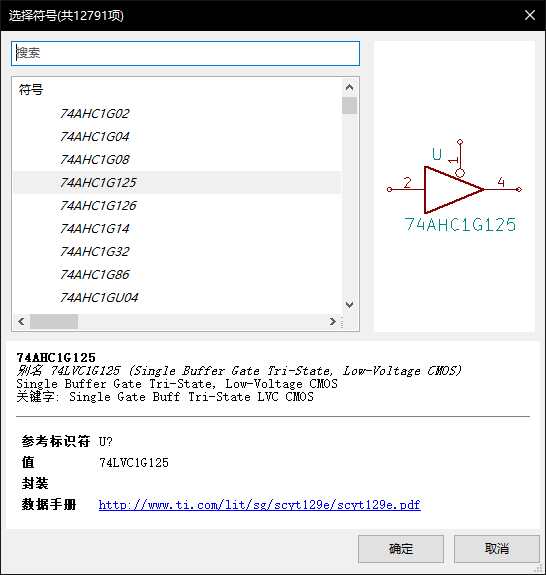 选择符号(共12791项)
搜索
符号
74AHC1G02
74AHC1G04
74AHC1G08
74AHC1G125
74AHC1G126
74AHC1G14
74AHC1G32
74AHC1G86
74AHC1GU04
U
1
2
4
74AHC1G125
74AHC1G125
别名 74LVC1G125 (Single Buffer Gate Tri-State, Low-Voltage CMOS)
Single Buffer Gate Tri-State, Low-Voltage CMOS
关键字: Single Gate Buff Tri-State LVC CMOS
参考标识符 U?
值 74LVC1G125
封装
数据手册 http://www.ti.com/lit/sg/scyt129e/scyt129e.pdf
确定 取消